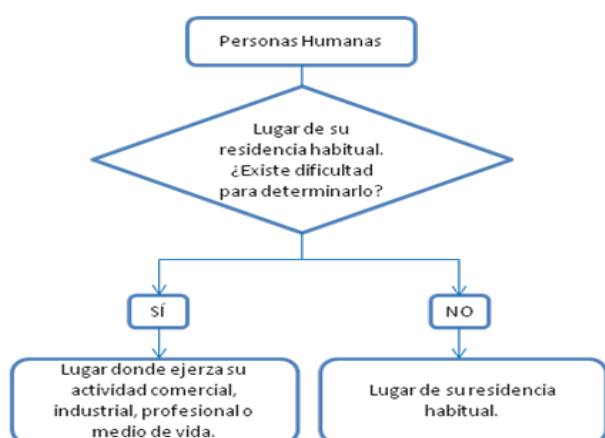 Personas Humanas
Lugar de su
residencia habitual.
¿Existe dificultad
para determinarlo?
SÍ
NO
Lugar donde ejerza su
actividad comercial,
industrial, profesional o
medio de vida.
Lugar de su residencia
habitual.